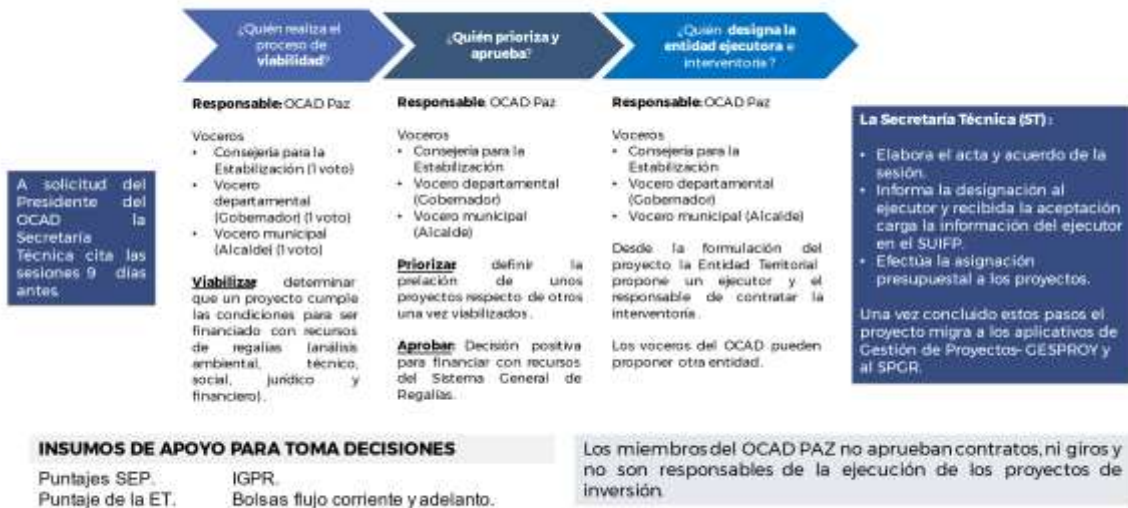 ¿Quién realiza el
proceso de
viabilidad?
¿Quién prioriza y
aprueba?
¿Quién designa la
entidad ejecutora e
interventoría ?
A solicitud del
Presidente del
OCAD la
Secretaría
Técnica cita las
sesiones 9 días
antes.
Responsable: OCAD Paz
Voceros
• Consejería para la
Estabilización (1 voto)
• Vocero
departamental
(Gobernador) (1 voto)
• Vocero municipal
(Alcalde) (1 voto)
Viabilizar: determinar
que un proyecto cumple
las condiciones para ser
financiado con recursos
de regalías (análisis
ambiental, técnico,
social, jurídico y
financiero).
Responsable: OCAD Paz
Voceros
• Consejería para la
Estabilización
• Vocero departamental
(Gobernador)
• Vocero municipal
(Alcalde)
Priorizar: definir la
prelación de unos
proyectos respecto de otros
una vez viabilizados.
Aprobar: Decisión positiva
para financiar con recursos
del Sistema General de
Regalías.
Responsable: OCAD Paz
Voceros
• Consejería para la
Estabilización
• Vocero departamental
(Gobernador)
• Vocero municipal (Alcalde)
Desde la formulación del
proyecto la Entidad Territorial
propone un ejecutor y el
responsable de contratar la
interventoría.
Los voceros del OCAD pueden
proponer otra entidad.
La Secretaría Técnica (ST):
• Elabora el acta y acuerdo de la
sesión.
• Informa la designación al
ejecutor y recibida la aceptación
carga la información del ejecutor
en el SUIFP.
• Efectúa la asignación
presupuestal a los proyectos.
Una vez concluido estos pasos el
proyecto migra a los aplicativos de
Gestión de Proyectos- GESPROY y
al SPGR.
INSUMOS DE APOYO PARA TOMA DECISIONES
Puntajes SEP. IGPR.
Puntaje de la ET. Bolsas flujo corriente y adelanto.
Los miembros del OCAD PAZ no aprueban contratos, ni giros y
no son responsables de la ejecución de los proyectos de
inversión.